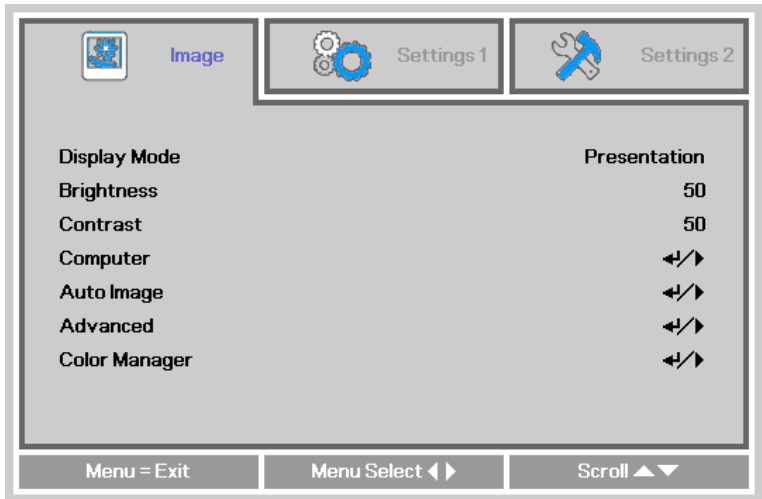 Image Settings 1 Settings 2
Display Mode Presentation
Brightness 50
Contrast 50
Computer
Auto Image
Advanced
Color Manager
Menu = Exit Menu Select Scroll